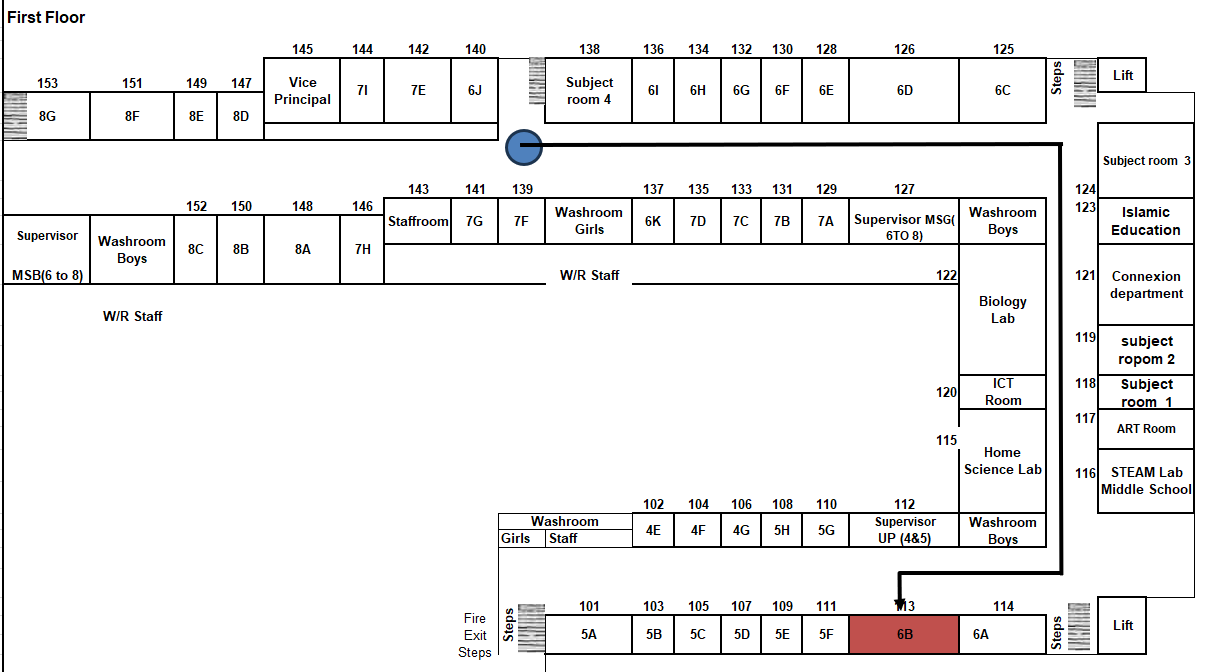 First Floor
145 144 142 140 138 136 134 132 130 128 126 125
153 151 149 147
Vice
Principal
7I 7E 6J
Subject
room 4
6I 6H 6G 6F 6E 6D 6C
Steps
Lift
8G 8F 8E 8D
Subject room 3
143 141 139 137 135 133 131 129 127
124
152 150 148 146
123
Staffroom 7G 7F
Washroom
Girls
6K 7D 7C 7B 7A
Supervisor MSG(
6TO 8)
Washroom
Boys
Islamic
Education
Supervisor
MSB(6 to 8)
Washroom
Boys
8C 8B 8A 7H
W/R Staff
122
121
Connexion
department
Biology
Lab
W/R Staff
119
subject
ropom 2
120
ICT
Room
118
Subject
room 1
117
ART Room
115
Home
Science Lab
116
STEAM Lab
Middle School
102 104 106 108 110 112
Washroom
Girls Staff
4E 4F 4G 5H 5G
Supervisor
UP (4&5)
Washroom
Boys
101 103 105 107 109 111 113 114
Fire
Exit
Steps
Steps
5A 5B 5C 5D 5E 5F 6B 6A
Steps
Lift